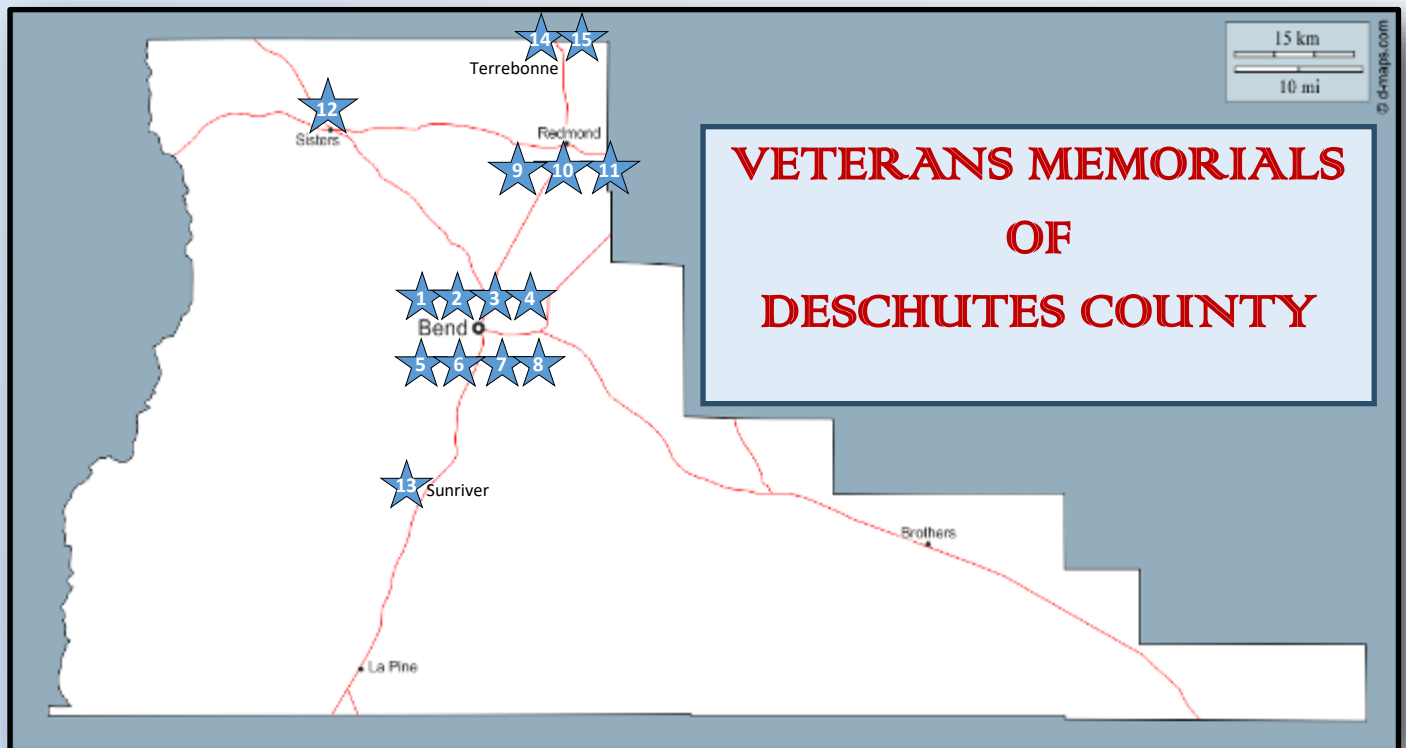 14 15
Terrebonne
15 km
10 mi
© d-maps.com
12
Sisters
Redmond
9 10 11
VETERANS MEMORIALS
OF
DESCHUTES COUNTY
1 2 3 4
Bend
5 6 7 8
13 Sunriver
Brothers
La Pine